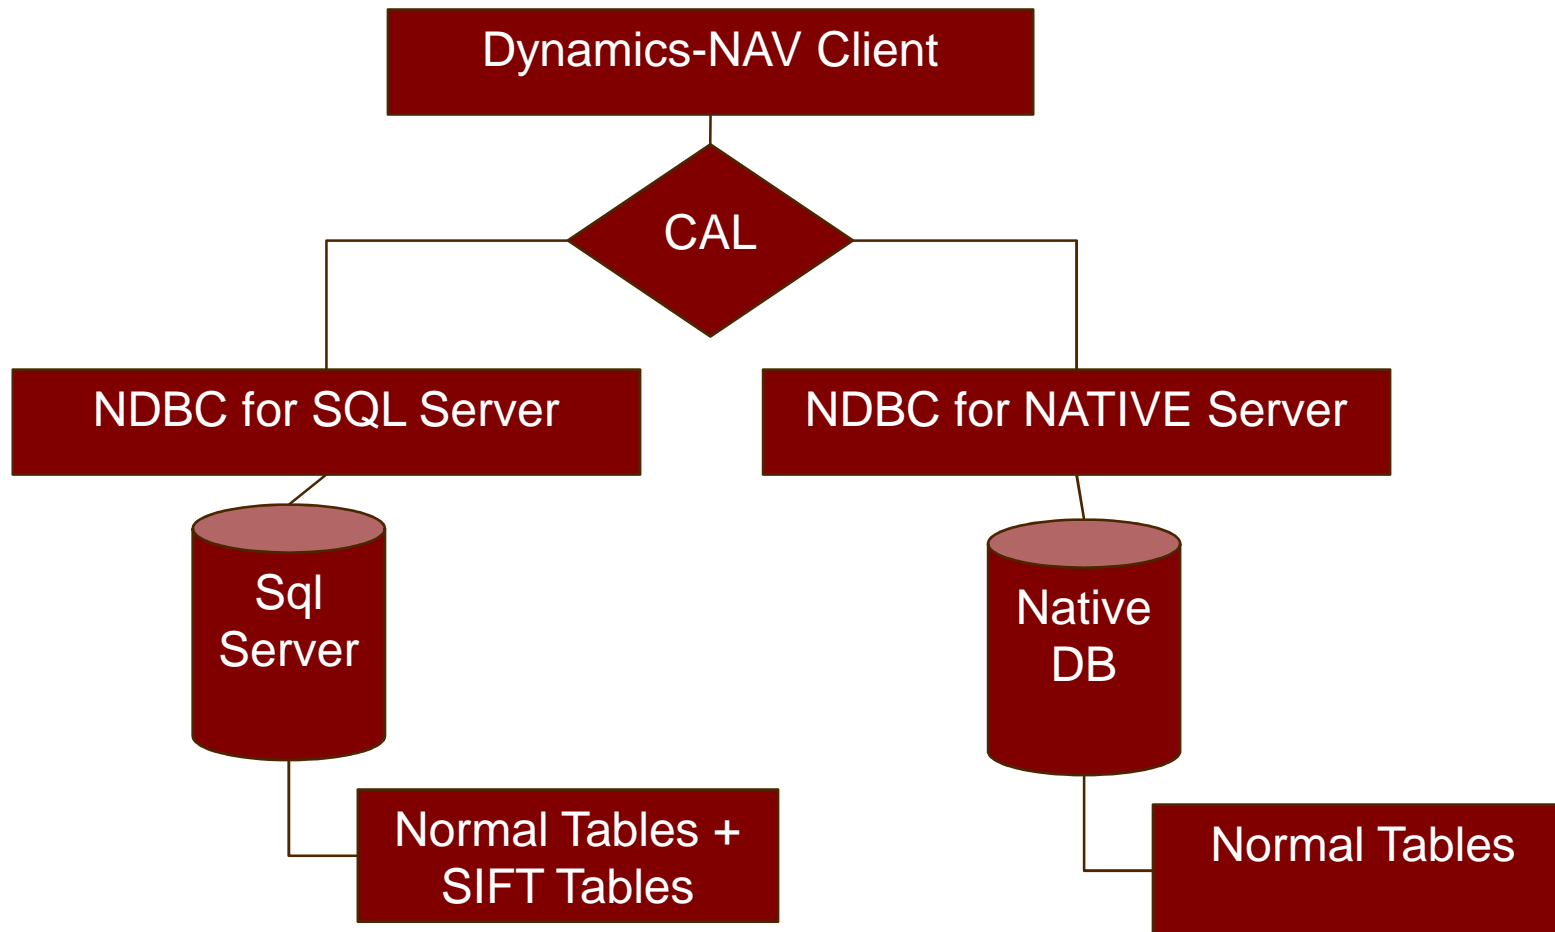 Dynamics-NAV Client
CAL
NDBC for SQL Server
NDBC for NATIVE Server
Sql
Server
Native
DB
Normal Tables +
SIFT Tables
Normal Tables